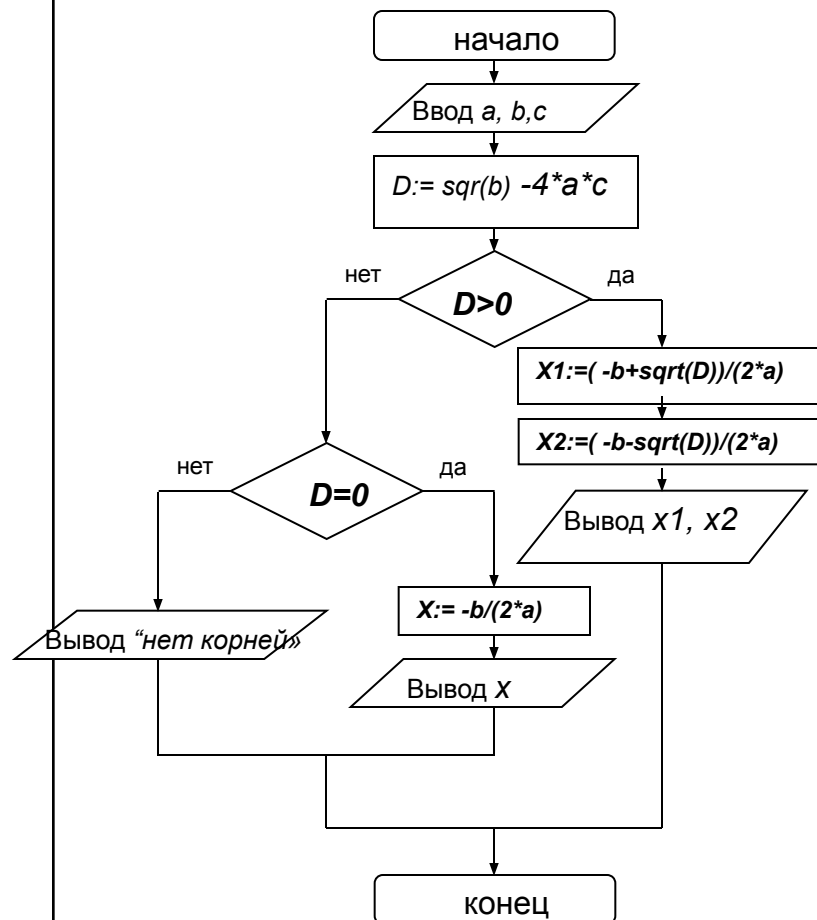 начало
Ввод a, b,c
D:= sqr(b) -4*a*c
нет
да
D>0
X1:=( -b+sqrt(D))/(2*a)
X2:=( -b-sqrt(D))/(2*a)
нет
да
D=0
Вывод x1, x2
X:= -b/(2*a)
Вывод “нет корней»
Вывод x
конец